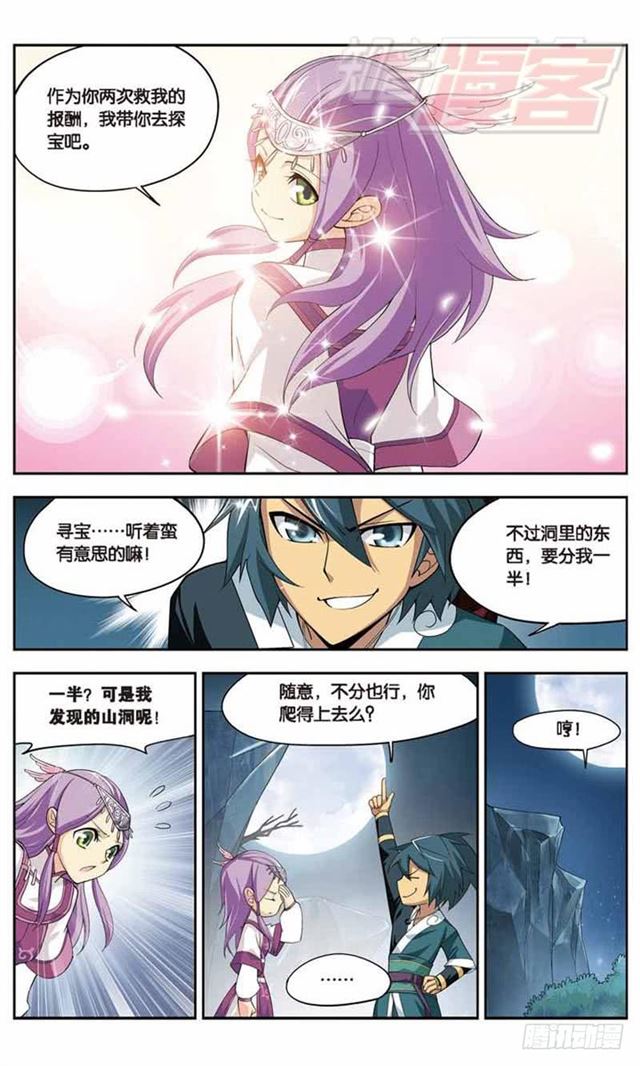 漫客
作为你两次救我的
报酬，我带你去探
宝吧。
寻宝……听着蛮
有意思的嘛！
不过洞里的东
西，要分我一
半！
一半？可是我
发现的山洞呢！
随意，不分也行，你
爬得上去么？
……
哼！
腾讯动漫